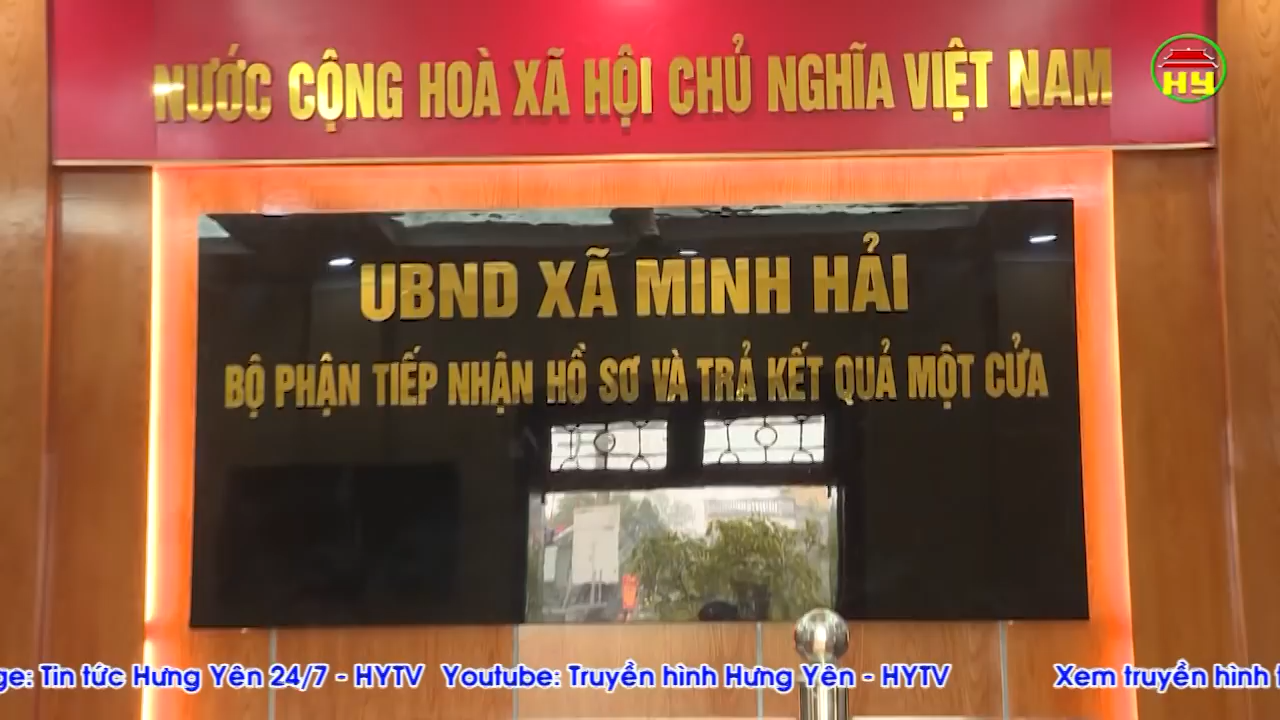 NƯỚC CỘNG HOÀ XÃ HỘI CHỦ NGHĨA VIỆT NAM
HY
UBND XÃ MINH HẢI
BỘ PHẬN TIẾP NHẬN HỒ SƠ VÀ TRẢ KẾT QUẢ MỘT CỬA
ge: Tin tức Hưng Yên 24/7 - HYTV Youtube: Truyền hình Hưng Yên - HYTV Xem truyền hình t